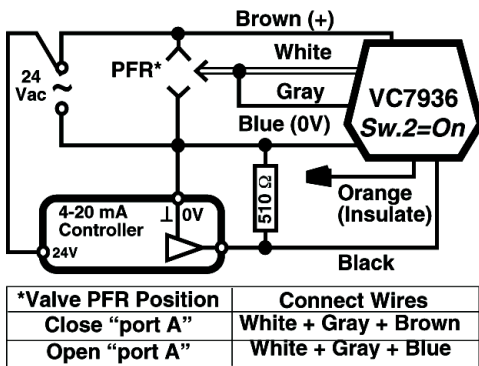 Brown (+)
White
24
Vac
~
PFR*
Gray
VC7936
Sw.2=On
Blue (0V)
510 Ω
Orange
(Insulate)
4-20 mA
Controller
⊥ 0V
24V
Black
*Valve PFR Position Connect Wires
Close “port A” White + Gray + Brown
Open “port A” White + Gray + Blue